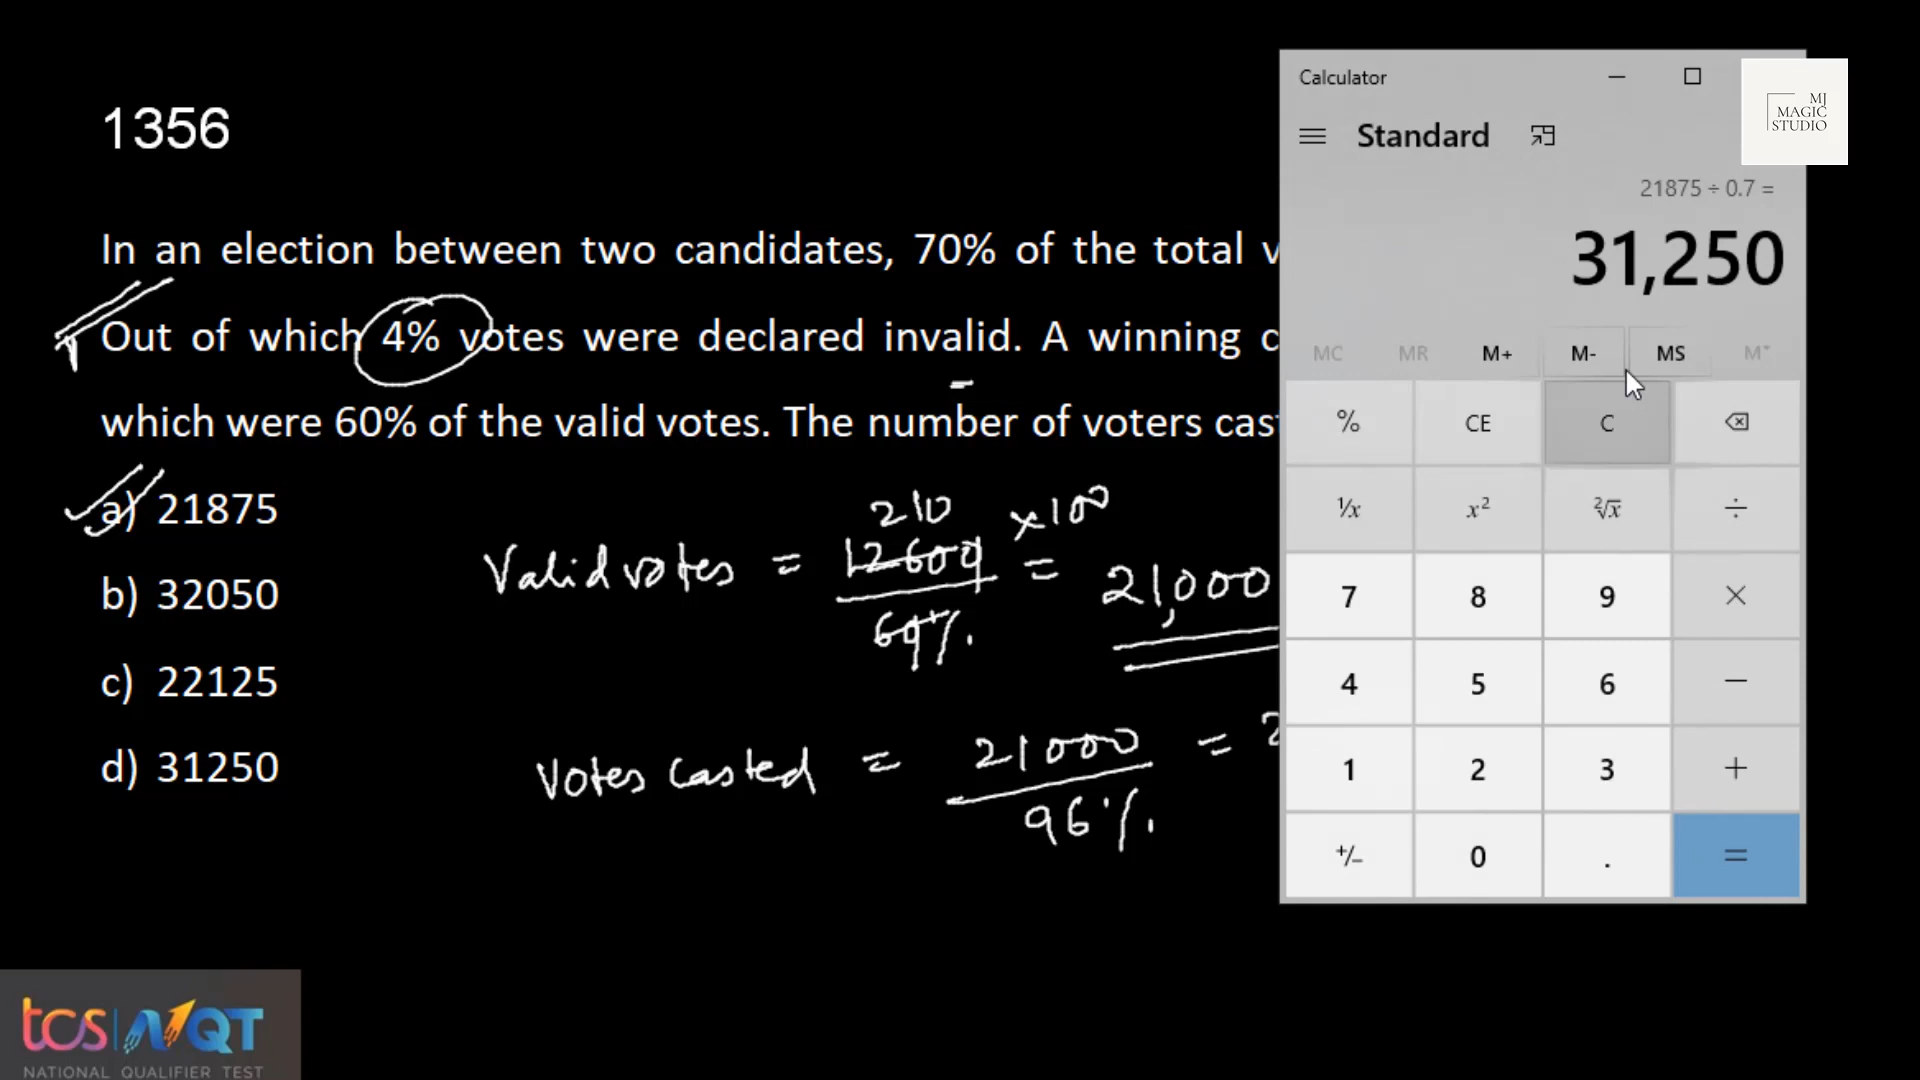 1356
In an election between two candidates, 70% of the total v
Out of which 4% votes were declared invalid. A winning c
which were 60% of the valid votes. The number of voters cast
a) 21875
b) 32050
c) 22125
d) 31250
210
x100
Valid votes = 12600 = 21,000
60%.
Votes Casted = 21000 = 2
96%.
Calculator
Standard
21875 ÷ 0.7 =
31,250
MC MR M+ M- MS M˅
% CE C
¹/x x² ²√x ÷
7 8 9 ×
4 5 6 −
1 2 3 +
+/− 0 . =
MJ
MAGIC
STUDIO
tcs NQT
NATIONAL QUALIFIER TEST